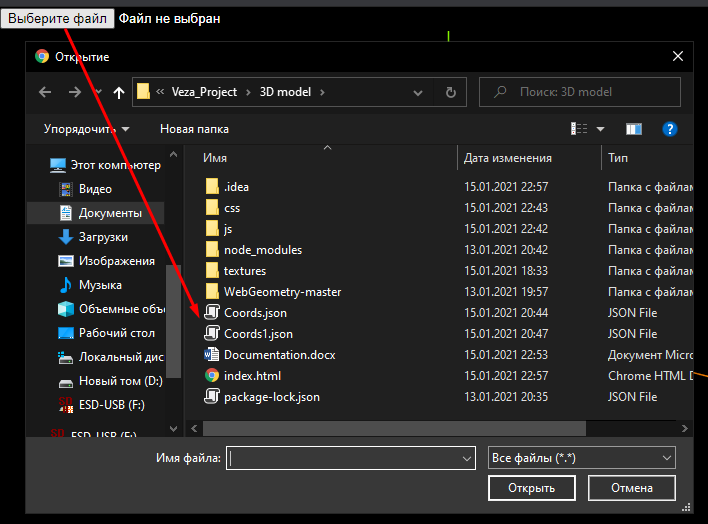 Выберите файл Файл не выбран
Открытие
Veza_Project 3D model
Поиск: 3D model
Упорядочить Новая папка
Имя Дата изменения Тип
Этот компьютер
Видео
Документы
Загрузки
Изображения
Музыка
Объемные объ
Рабочий стол
Локальный дис
Новый том (D:)
ESD-USB (F:)
ESD-USB (F:)
.idea 15.01.2021 22:57 Папка с файлам
css 15.01.2021 22:43 Папка с файлам
js 15.01.2021 22:42 Папка с файлам
node_modules 13.01.2021 20:42 Папка с файлам
textures 15.01.2021 18:33 Папка с файлам
WebGeometry-master 13.01.2021 19:57 Папка с файлам
Coords.json 15.01.2021 20:44 JSON File
Coords1.json 15.01.2021 20:47 JSON File
Documentation.docx 15.01.2021 22:53 Документ Micro
index.html 15.01.2021 22:57 Chrome HTML D
package-lock.json 13.01.2021 20:35 JSON File
Имя файла: Все файлы (*.*)
Открыть Отмена